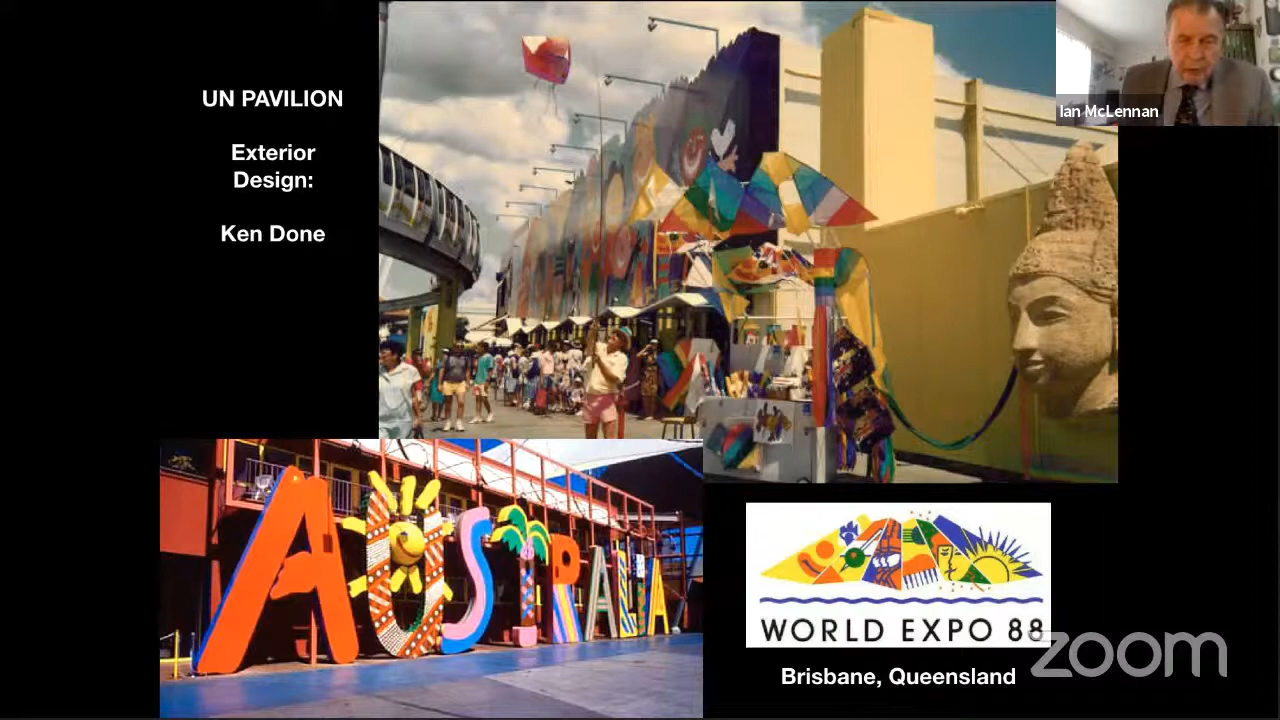 UN PAVILION
Exterior
Design:
Ken Done
Ian McLennan
AUSTRALIA
WORLD EXPO 88
Brisbane, Queensland
zoom